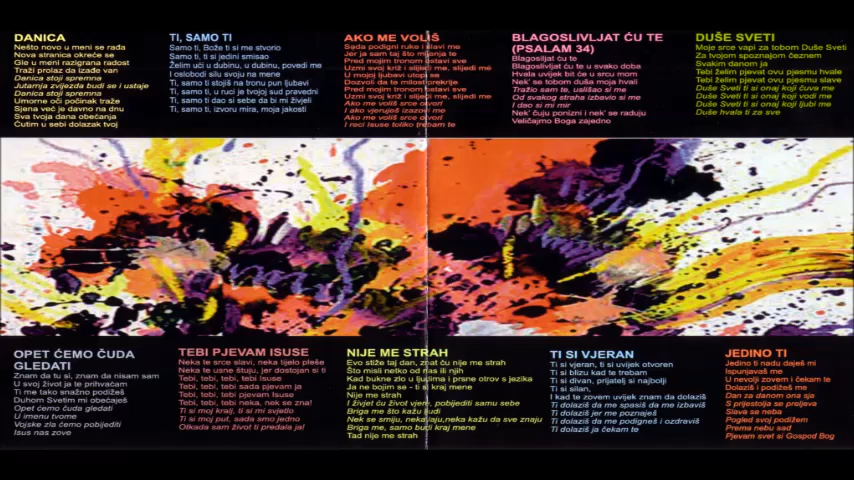 DANICA
Nešto novo u meni se rađa
Nova stranica okreće se
Gle u meni razigrana radost
Traži prolaz da izađe van
Danica stoji spremna
Jutarnja zvijezda budi se i ustaje
Danica stoji spremna
Umorne oči počinak traže
Sjena već je davno na dnu
Sva tvoja dana obećanja
Ćutim u sebi dolazak tvoj
TI, SAMO TI
Samo ti, Bože ti si me stvorio
Samo ti, ti si jedini smisao
Želim ući u dubinu, u dubinu, povedi me
I oslobodi silu svoju na mene
Ti, samo ti stojiš na tronu pun ljubavi
Ti, samo ti, u ruci je tvojoj sud pravedni
Ti, samo ti dao si sebe da bi mi živjeli
Ti, samo ti, izvoru mira, moja jakosti
AKO ME VOLIŠ
Sada podigni ruke i slavi me
Jer ja sam taj što mijenja te
Pred mojim tronom ostavi sve
Uzmi svoj križ i slijedi me, slijedi me
U mojoj ljubavi utopi se
Dozvoli da te milost prekrije
Pred mojim tronom ostavi sve
Uzmi svoj križ i slijedi me, slijedi me
Ako me voliš srce otvori
I ako vjeruješ izazovi me
Ako me voliš srce otvori
I reci Isuse toliko trebam te
BLAGOSLIVLJAT ĆU TE
(PSALAM 34)
Blagosiljat ću te
Blagoslivljat ću te u svako doba
Hvala uvijek bit će u srcu mom
Nek' se tobom duša moja hvali
Tražio sam te, uslišao si me
Od svakog straha izbavio si me
I dao si mi mir
Nek' čuju ponizni i nek' se raduju
Veličajmo Boga zajedno
DUŠE SVETI
Moje srce vapi za tobom Duše Sveti
Za tvojom spoznajom čeznem
Svakim danom ja
Tebi želim pjevat ovu pjesmu hvale
Tebi želim pjevat ovu pjesmu slave
Duše Sveti ti si onaj koji čuva me
Duše Sveti ti si onaj koji vodi me
Duše Sveti ti si onaj koji ljubi me
Duše hvala ti za sve
OPET ĆEMO ČUDA
GLEDATI
Znam da tu si, znam da nisam sam
U svoj život ja te prihvaćam
Ti me tako snažno podižeš
Duhom Svetim mi obećaješ
Opet ćemo čuda gledati
U imenu tvome
Vojske zla ćemo pobijediti
Isus nas zove
TEBI PJEVAM ISUSE
Neka te srce slavi, neka tijelo pleše
Neka te usne štuju, jer dostojan si ti
Tebi, tebi, tebi, tebi Isuse
Tebi, tebi, tebi sada pjevam ja
Tebi, tebi, tebi pjevam Isuse
Tebi, tebi, tebi neka, nek se zna!
Ti si moj kralj, ti si mi svjetlo
Ti si moj put, sada smo jedno
Otkada sam život ti predala ja!
NIJE ME STRAH
Evo stiže taj dan, znat ću nije me strah
Što misli netko od nas ili njih
Kad bukne zlo u ljudima i prsne otrov s jezika
Ja ne bojim se - ti si kraj mene
Nije me strah
I živjet ću život vjere, pobijediti samu sebe
Briga me što kažu ljudi
Nek se smiju, neka laju,neka kažu da sve znaju
Briga me, samo budi kraj mene
Tad nije me strah
TI SI VJERAN
Ti si vjeran, ti si uvijek otvoren
Ti si blizu kad te trebam
Ti si divan, prijatelj si najbolji
Ti si silan,
I kad te zovem uvijek znam da dolaziš
Ti dolaziš da me spasiš da me izbaviš
Ti dolaziš jer me poznaješ
Ti dolaziš da me podigneš i ozdraviš
Ti dolaziš ja čekam te
JEDINO TI
Jedino ti nadu daješ mi
Ispunjavaš me
U nevolji zovem i čekam te
Dolaziš i podižeš me
Dan za danom ona sja
S prijestolja se prelijeva
Slava se neba
Pogled svoj podižem
Prema nebu sad
Pjevam svet si Gospod Bog